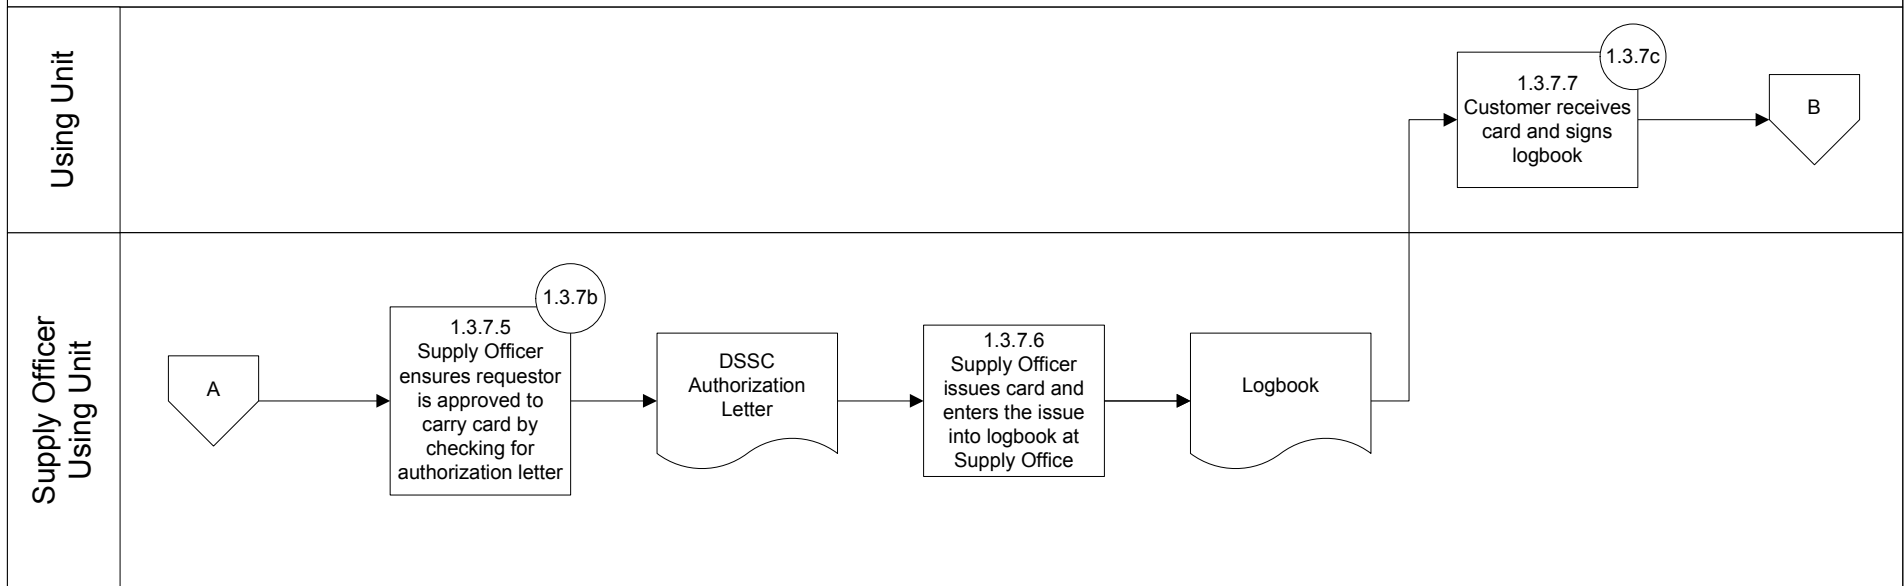 Using Unit
1.3.7c
1.3.7.7
Customer receives
card and signs
logbook
B
Supply Officer
Using Unit
A
1.3.7b
1.3.7.5
Supply Officer
ensures requestor
is approved to
carry card by
checking for
authorization letter
DSSC
Authorization
Letter
1.3.7.6
Supply Officer
issues card and
enters the issue
into logbook at
Supply Office
Logbook